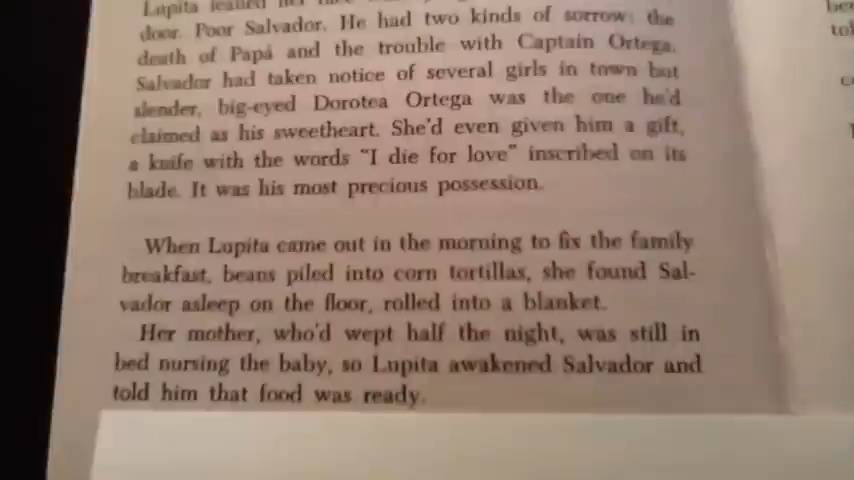 Lupita leaned her
door. Poor Salvador. He had two kinds of sorrow: the
death of Papá and the trouble with Captain Ortega.
Salvador had taken notice of several girls in town but
slender, big-eyed Dorotea Ortega was the one he'd
claimed as his sweetheart. She'd even given him a gift,
a knife with the words “I die for love” inscribed on its
blade. It was his most precious possession.
When Lupita came out in the morning to fix the family
breakfast, beans piled into corn tortillas, she found Sal-
vador asleep on the floor, rolled into a blanket.
Her mother, who'd wept half the night, was still in
bed nursing the baby, so Lupita awakened Salvador and
told him that food was ready.